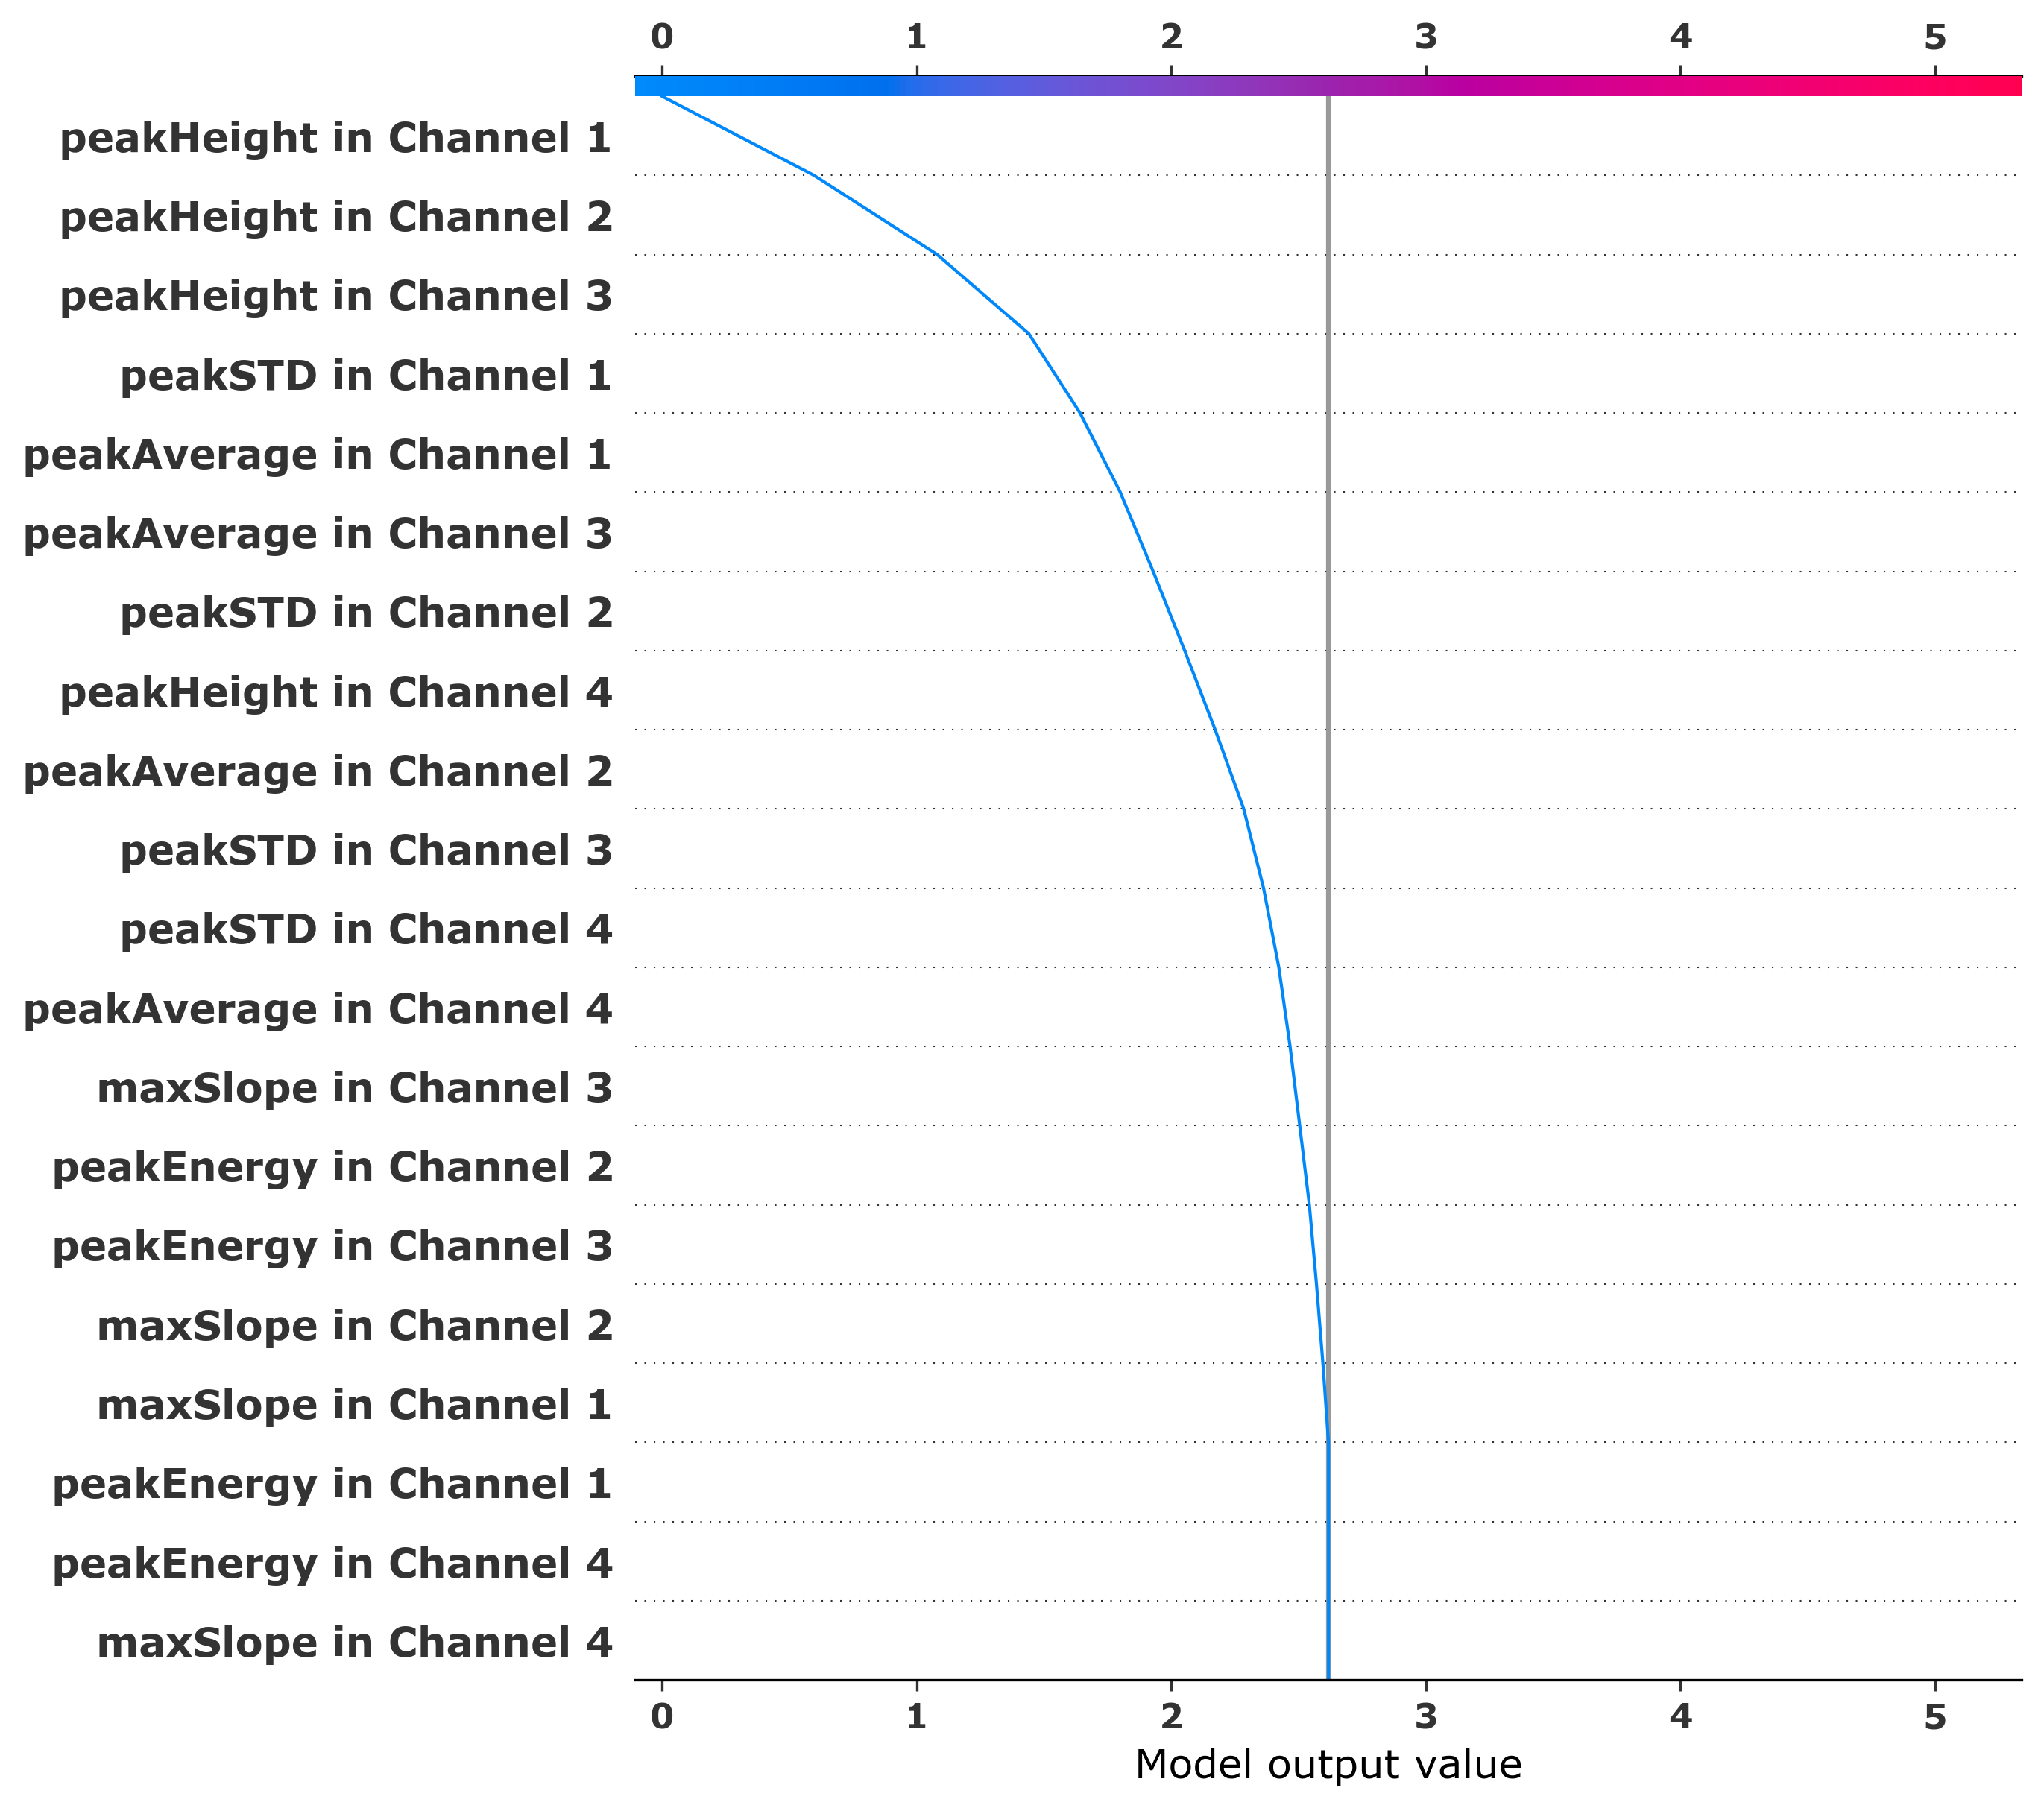 0 1 2 3 4 5
peakHeight in Channel 1
peakHeight in Channel 2
peakHeight in Channel 3
peakSTD in Channel 1
peakAverage in Channel 1
peakAverage in Channel 3
peakSTD in Channel 2
peakHeight in Channel 4
peakAverage in Channel 2
peakSTD in Channel 3
peakSTD in Channel 4
peakAverage in Channel 4
maxSlope in Channel 3
peakEnergy in Channel 2
peakEnergy in Channel 3
maxSlope in Channel 2
maxSlope in Channel 1
peakEnergy in Channel 1
peakEnergy in Channel 4
maxSlope in Channel 4
0 1 2 3 4 5
Model output value